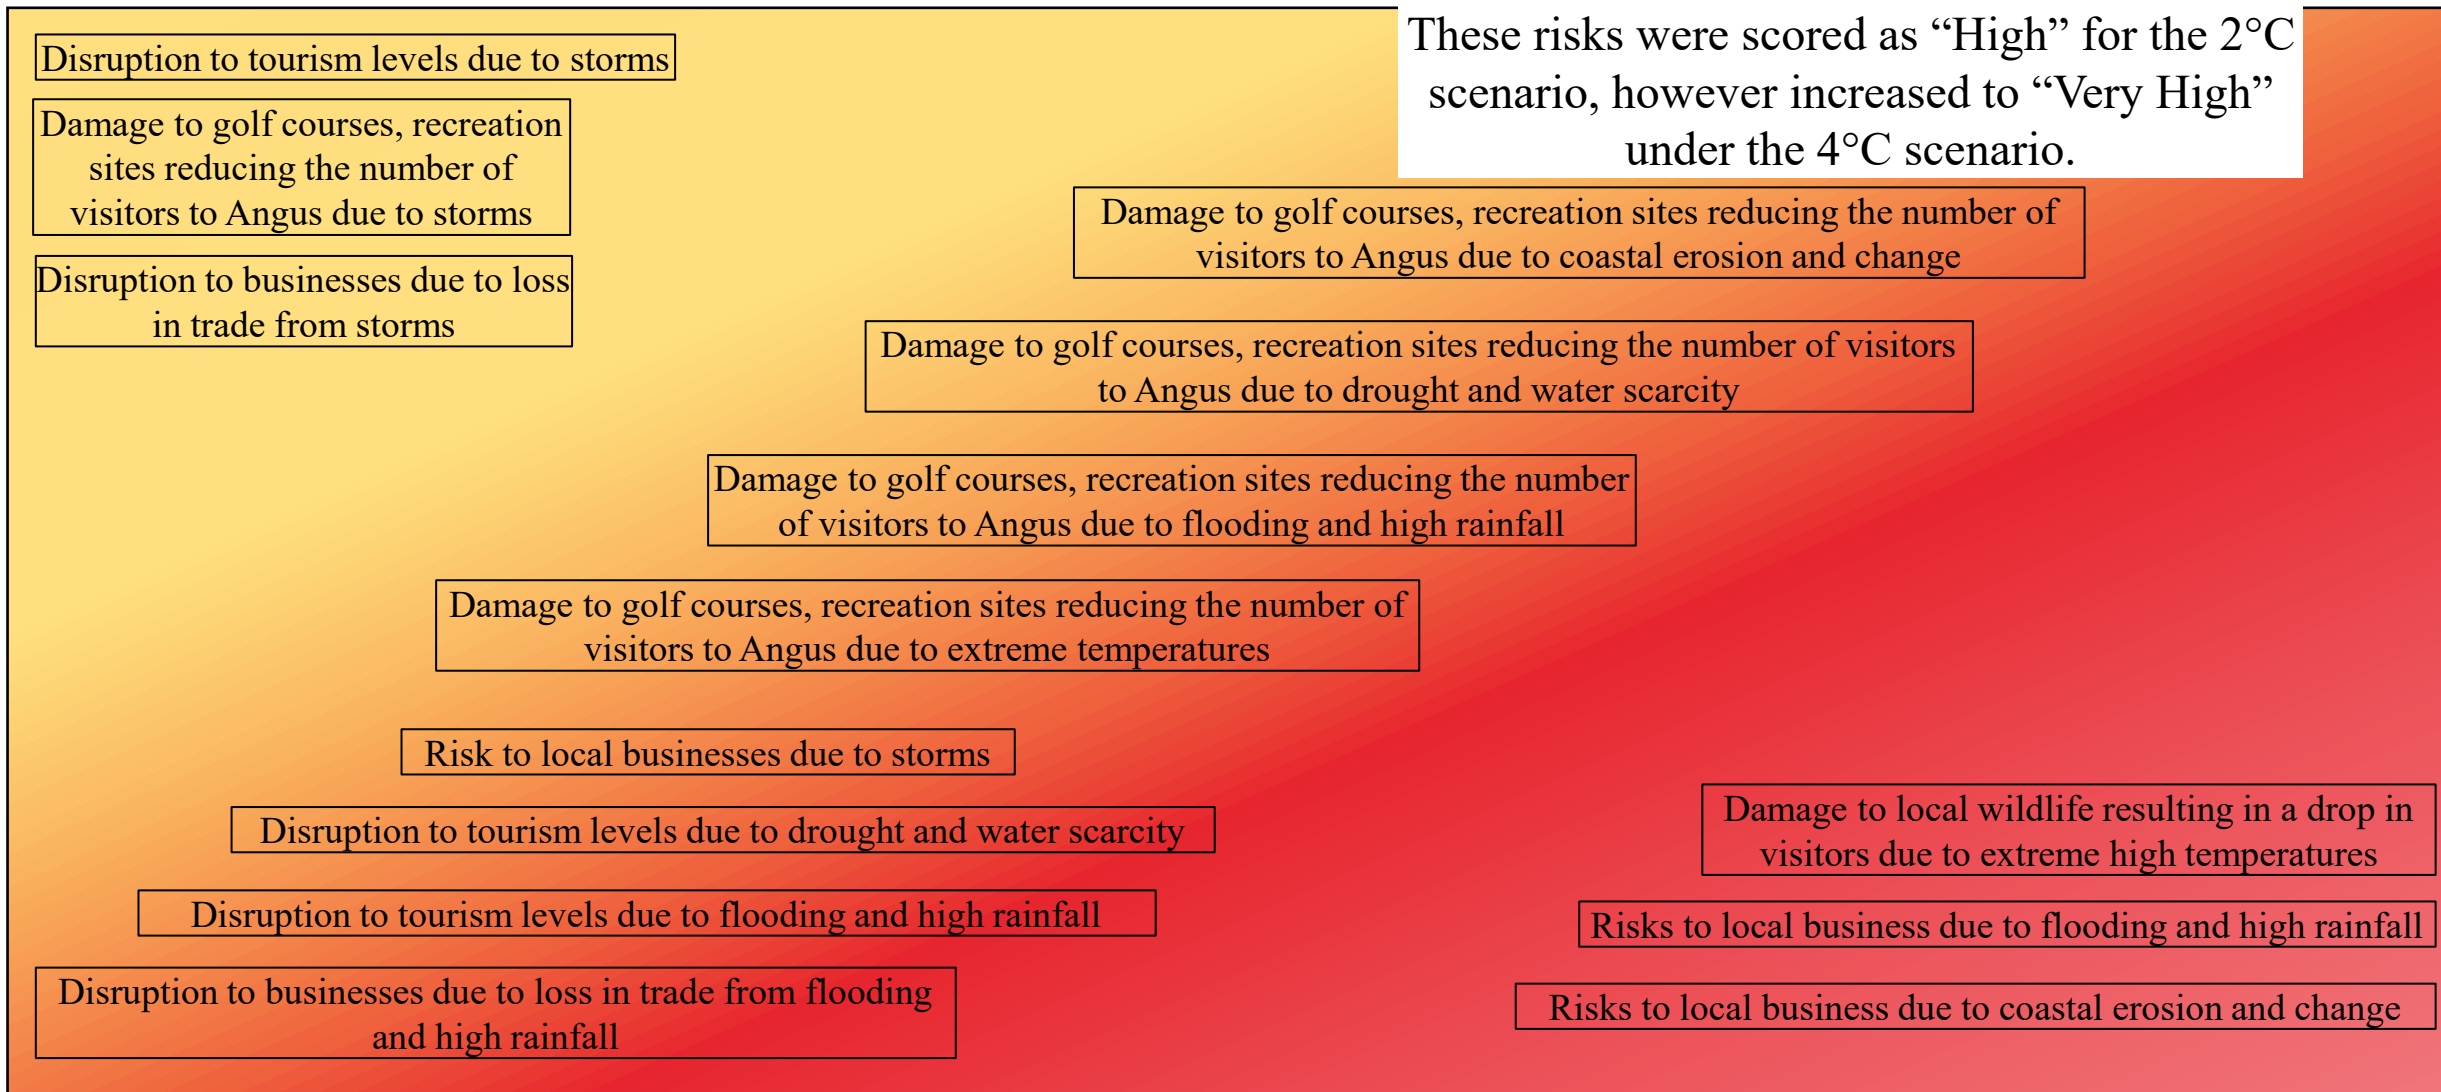 These risks were scored as “High” for the 2°C
scenario, however increased to “Very High”
under the 4°C scenario.
Disruption to tourism levels due to storms
Damage to golf courses, recreation
sites reducing the number of
visitors to Angus due to storms
Disruption to businesses due to loss
in trade from storms
Damage to golf courses, recreation sites reducing the number of
visitors to Angus due to coastal erosion and change
Damage to golf courses, recreation sites reducing the number of visitors
to Angus due to drought and water scarcity
Damage to golf courses, recreation sites reducing the number
of visitors to Angus due to flooding and high rainfall
Damage to golf courses, recreation sites reducing the number of
visitors to Angus due to extreme temperatures
Risk to local businesses due to storms
Disruption to tourism levels due to drought and water scarcity
Disruption to tourism levels due to flooding and high rainfall
Disruption to businesses due to loss in trade from flooding
and high rainfall
Damage to local wildlife resulting in a drop in
visitors due to extreme high temperatures
Risks to local business due to flooding and high rainfall
Risks to local business due to coastal erosion and change